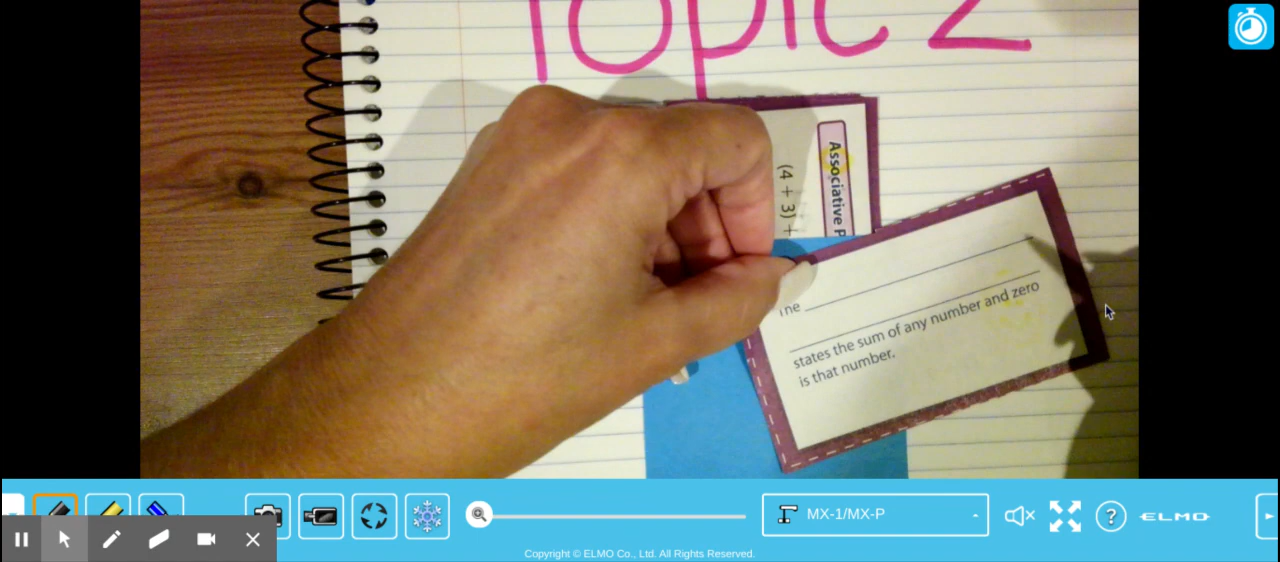 Topic 2
Associative P
(4 + 3) +
The
states the sum of any number and zero
is that number.
MX-1/MX-P
?
ELMO
Copyright © ELMO Co., Ltd. All Rights Reserved.